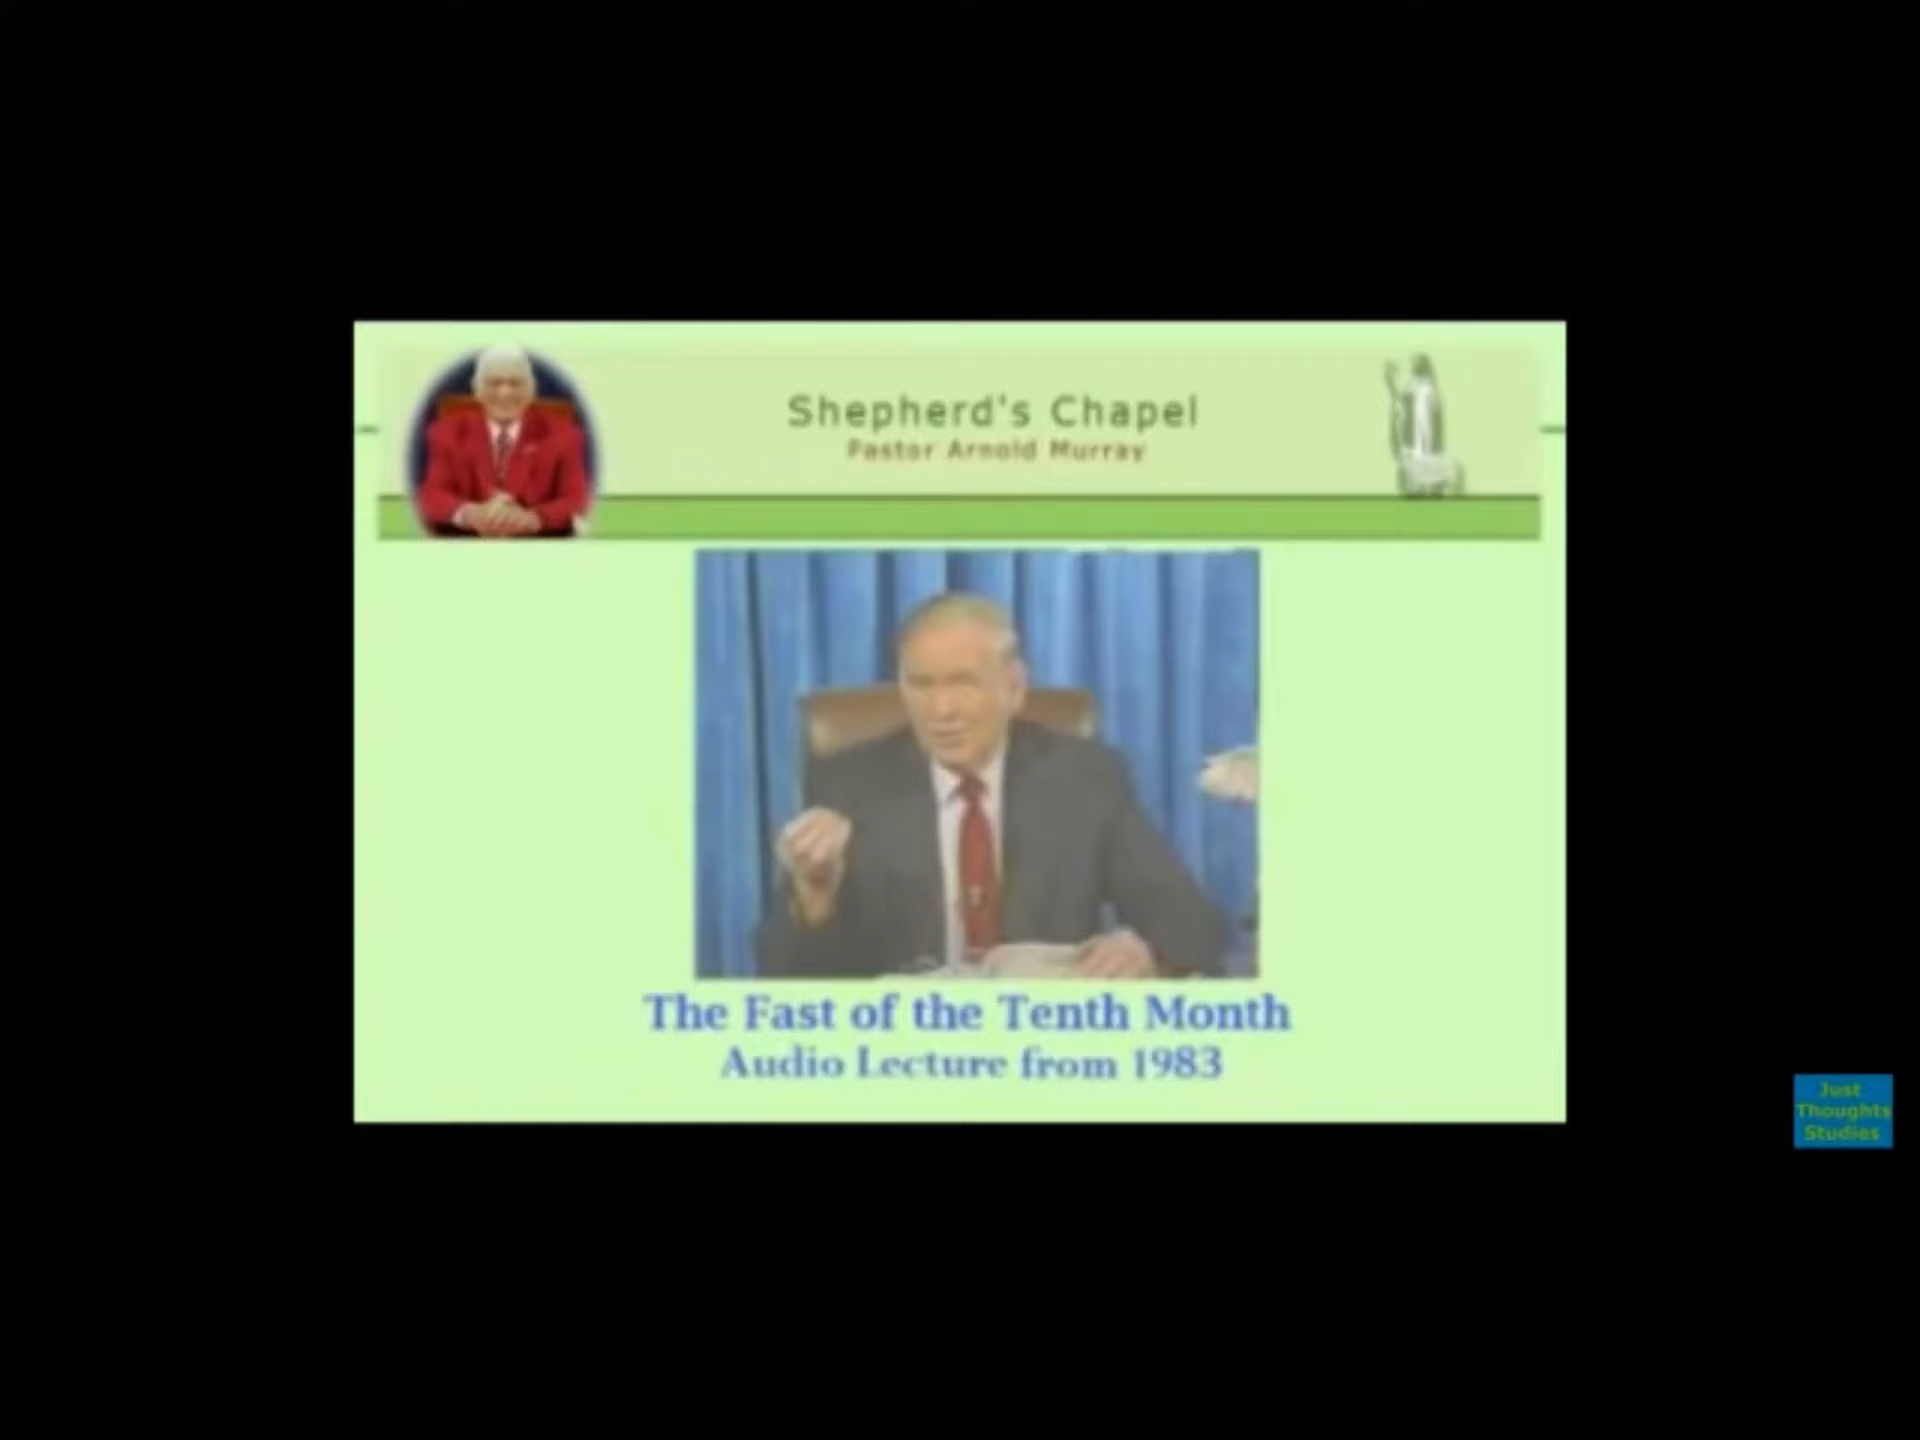 Shepherd's Chapel
Pastor Arnold Murray
The Fast of the Tenth Month
Audio Lecture from 1983
Just
Thoughts
Studies